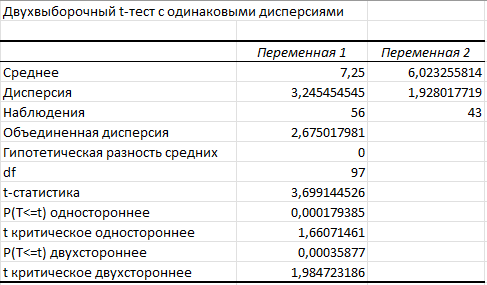 Двухвыборочный t-тест с одинаковыми дисперсиями
Переменная 1 Переменная 2
Среднее 7,25 6,023255814
Дисперсия 3,245454545 1,928017719
Наблюдения 56 43
Объединенная дисперсия 2,675017981
Гипотетическая разность средних 0
df 97
t-статистика 3,699144526
P(T<=t) одностороннее 0,000179385
t критическое одностороннее 1,66071461
P(T<=t) двухстороннее 0,00035877
t критическое двухстороннее 1,984723186